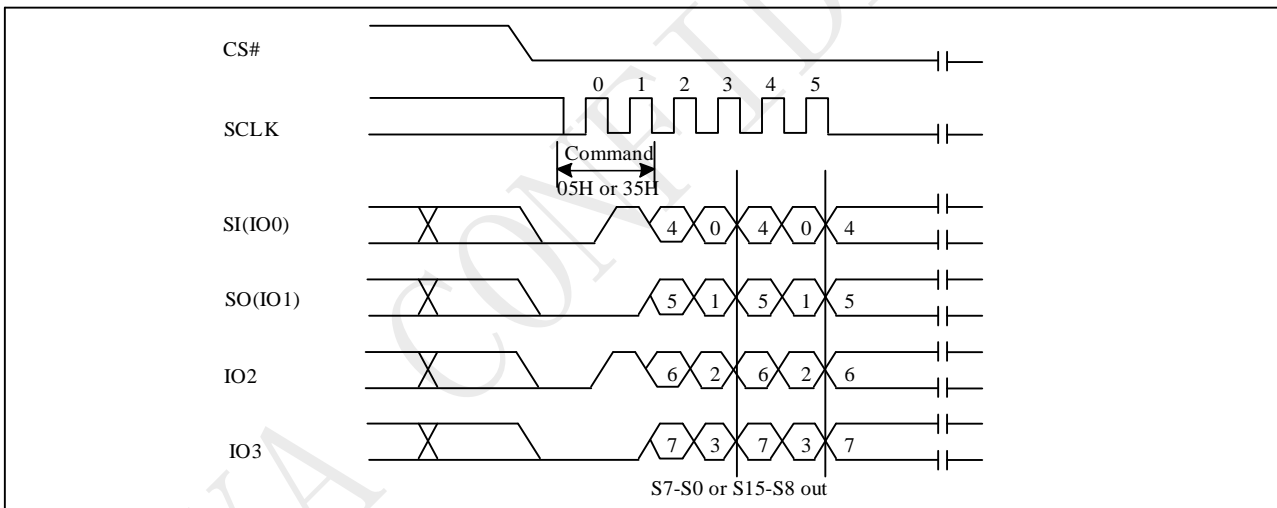 CS#
0 1 2 3 4 5
SCLK
Command
05H or 35H
SI(IO0) 4 0 4 0 4
SO(IO1) 5 1 5 1 5
IO2 6 2 6 2 6
IO3 7 3 7 3 7
S7-S0 or S15-S8 out